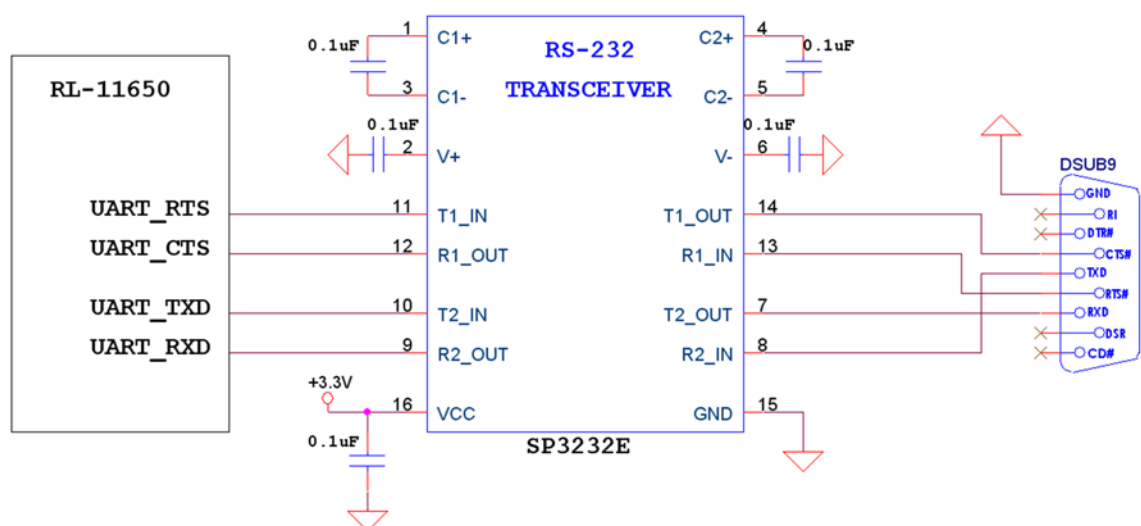 RL-11650
UART_RTS
UART_CTS
UART_TXD
UART_RXD
+3.3V
0.1uF
0.1uF
0.1uF
1
3
2
11
12
10
9
16
C1+
C1-
V+
T1_IN
R1_OUT
T2_IN
R2_OUT
VCC
RS-232
TRANSCEIVER
C2+
C2-
V-
T1_OUT
R1_IN
T2_OUT
R2_IN
GND
SP3232E
4
5
6
14
13
7
8
15
0.1uF
0.1uF
DSUB9
GND
RI
DTR#
CTS#
TXD
RTS#
RXD
DSR
CD#